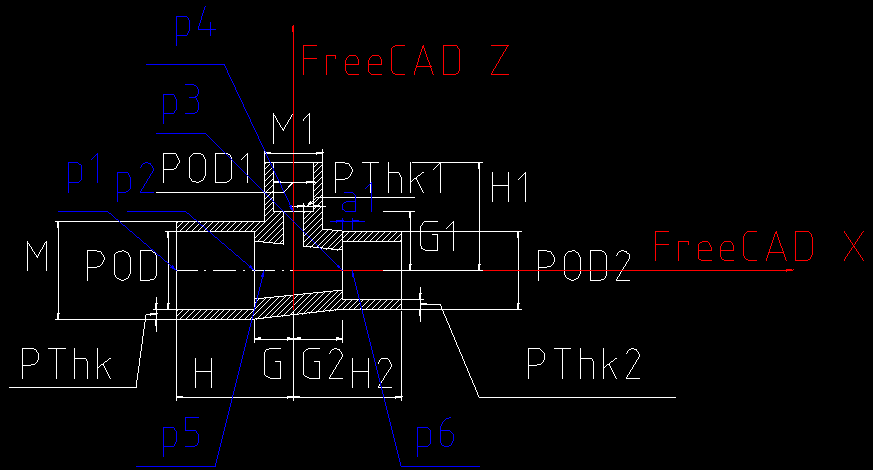 p4
FreeCAD Z
p3
M1
POD1
PThk1
p1
p2
a1
H1
G1
M
POD
POD2
FreeCAD X
PThk
H
G
G2
H2
PThk2
p5
p6